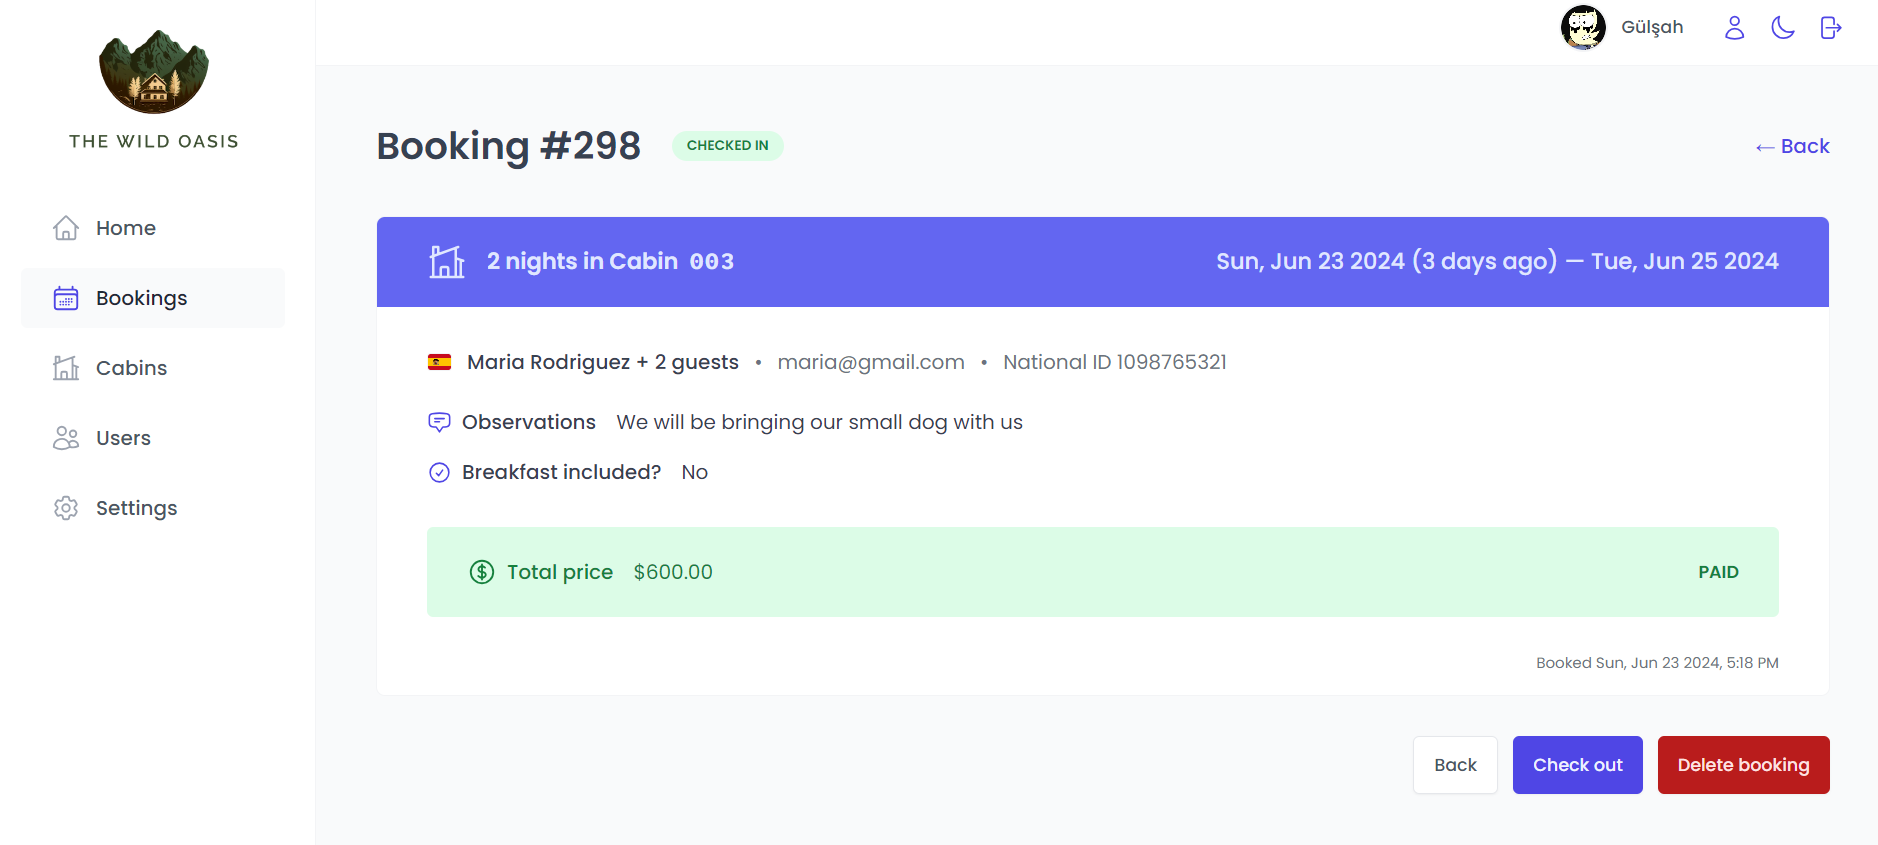 THE WILD OASIS
Gülşah
Home
Bookings
Cabins
Users
Settings
Booking #298 CHECKED IN
← Back
2 nights in Cabin 003
Sun, Jun 23 2024 (3 days ago) — Tue, Jun 25 2024
Maria Rodriguez + 2 guests • maria@gmail.com • National ID 1098765321
Observations We will be bringing our small dog with us
Breakfast included? No
Total price $600.00
PAID
Booked Sun, Jun 23 2024, 5:18 PM
Back
Check out
Delete booking